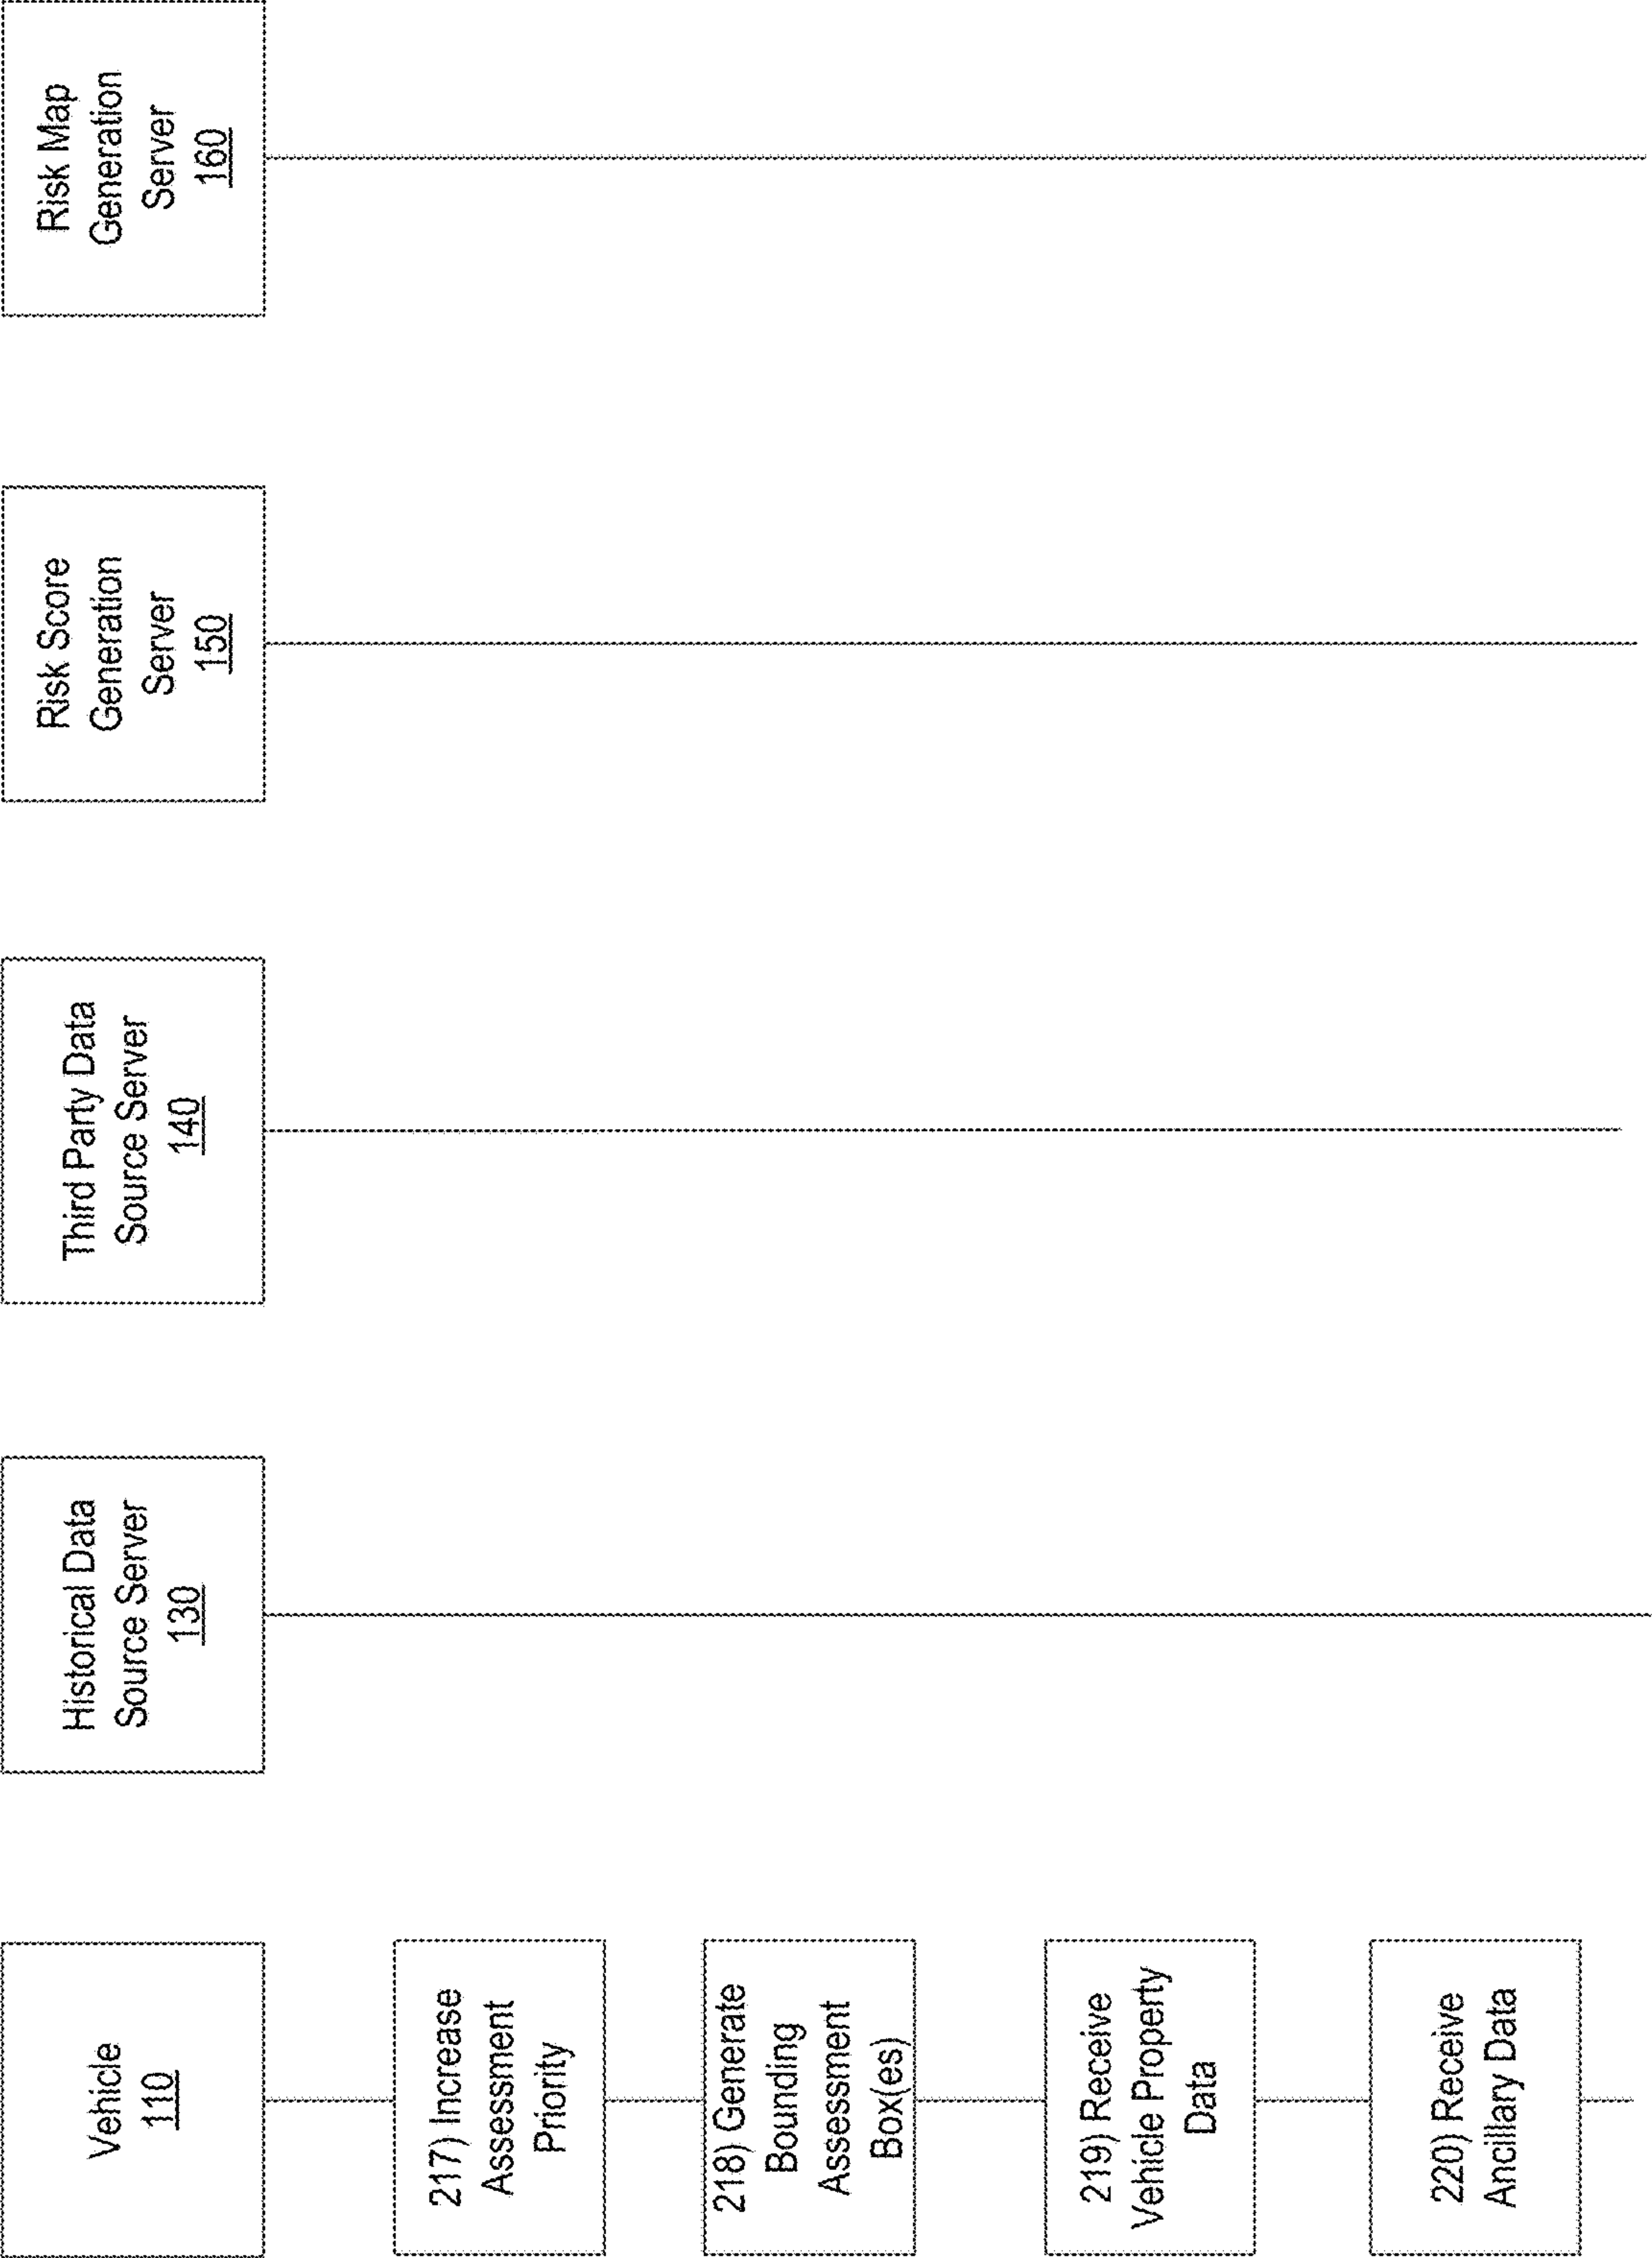 Vehicle
110
Historical Data
Source Server
130
Third Party Data
Source Server
140
Risk Score
Generation
Server
150
Risk Map
Generation
Server
160
217) Increase
Assessment
Priority
218) Generate
Bounding
Assessment
Box(es)
219) Receive
Vehicle Property
Data
220) Receive
Ancillary Data